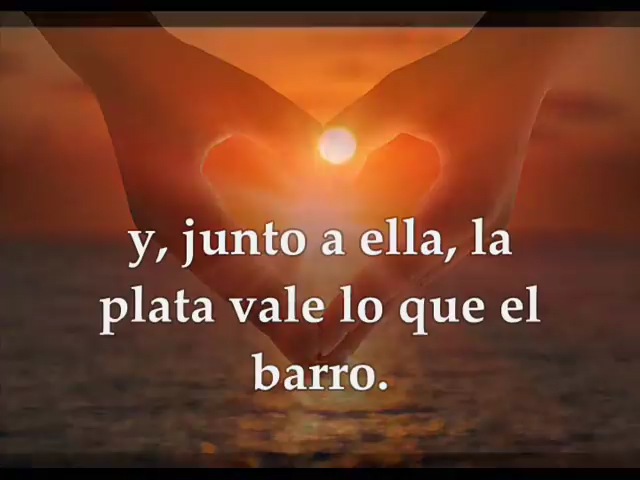 y, junto a ella, la
plata vale lo que el
barro.